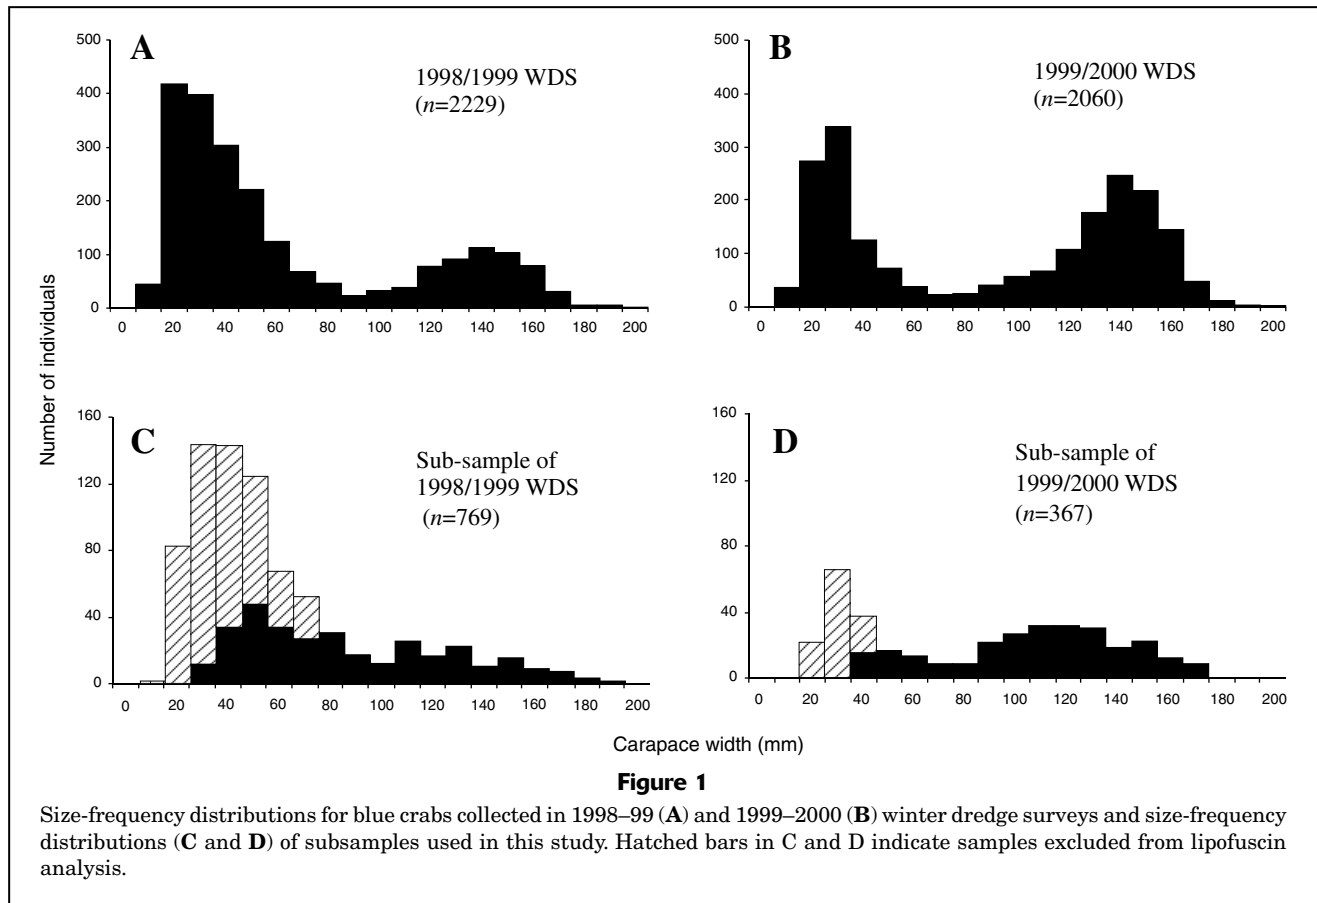 A
1998/1999 WDS
(n=2229)
500
400
300
200
100
0
0 20 40 60 80 100 120 140 160 180 200
B
1999/2000 WDS
(n=2060)
500
400
300
200
100
0
0 20 40 60 80 100 120 140 160 180 200
Number of individuals
C
Sub-sample of
1998/1999 WDS
(n=769)
160
120
80
40
0
0 20 40 60 80 100 120 140 160 180 200
D
Sub-sample of
1999/2000 WDS
(n=367)
160
120
80
40
0
0 20 40 60 80 100 120 140 160 180 200
Carapace width (mm)
Figure 1
Size-frequency distributions for blue crabs collected in 1998–99 (A) and 1999–2000 (B) winter dredge surveys and size-frequency
distributions (C and D) of subsamples used in this study. Hatched bars in C and D indicate samples excluded from lipofuscin
analysis.